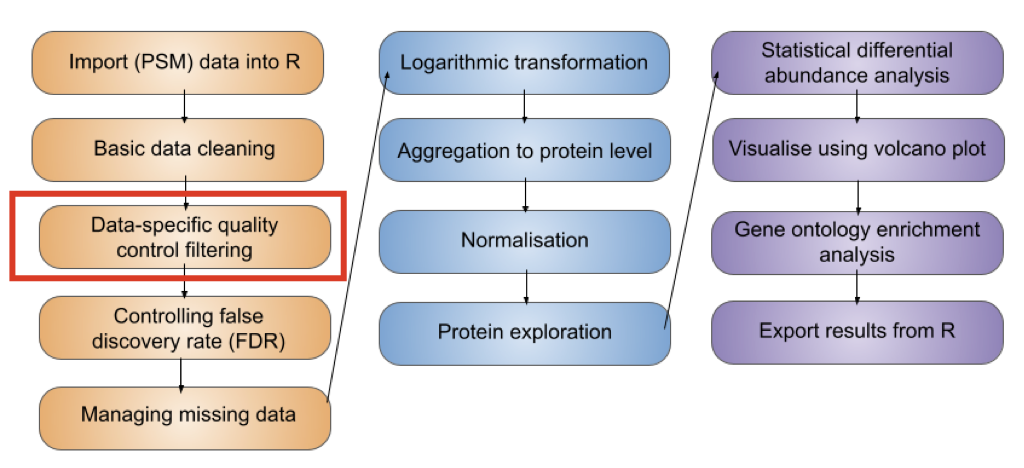 Import (PSM) data into R
Basic data cleaning
Data-specific quality
control filtering
Controlling false
discovery rate (FDR)
Managing missing data
Logarithmic transformation
Aggregation to protein level
Normalisation
Protein exploration
Statistical differential
abundance analysis
Visualise using volcano plot
Gene ontology enrichment
analysis
Export results from R